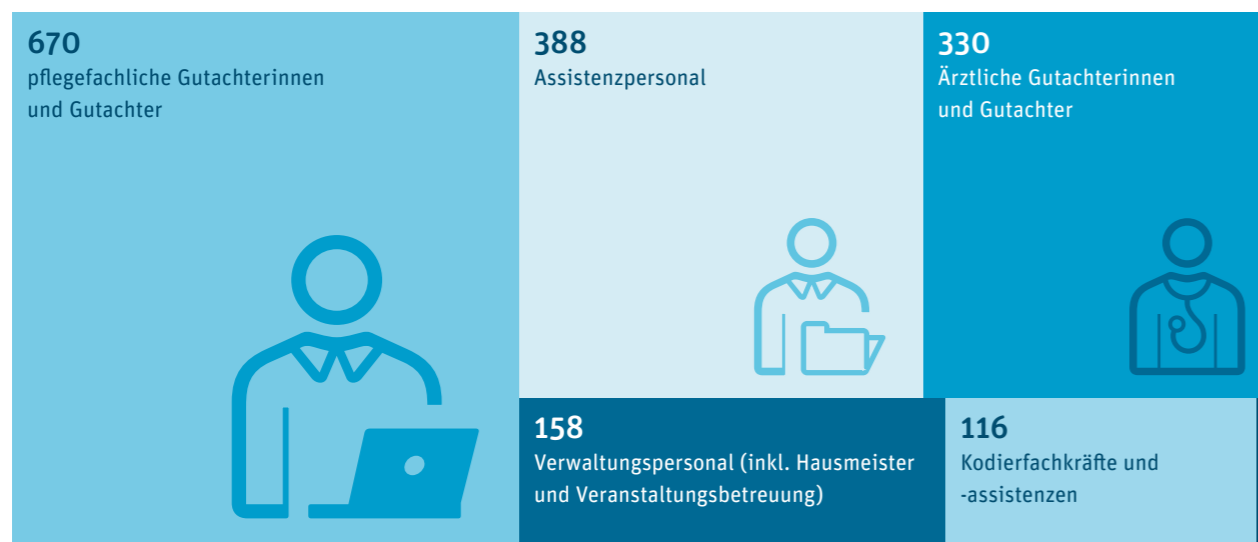 670
pflegefachliche Gutachterinnen
und Gutachter
388
Assistenzpersonal
330
Ärztliche Gutachterinnen
und Gutachter
158
Verwaltungspersonal (inkl. Hausmeister
und Veranstaltungsbetreuung)
116
Kodierfachkräfte und
-assistenzen